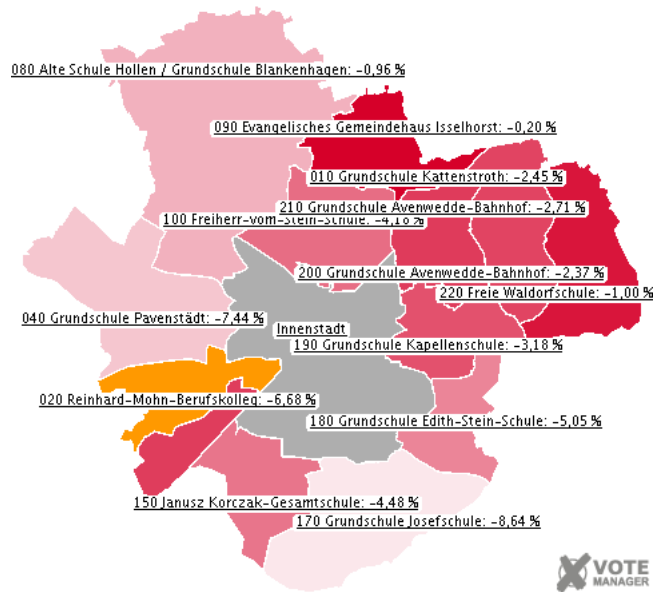 080 Alte Schule Hollen / Grundschule Blankenhagen: -0,96 %
090 Evangelisches Gemeindehaus Isselhorst: -0,20 %
010 Grundschule Kattenstroth: -2,45 %
210 Grundschule Avenwedde-Bahnhof: -2,71 %
100 Freiherr-vom-Stein-Schule: -4,16 %
200 Grundschule Avenwedde-Bahnhof: -2,37 %
220 Freie Waldorfschule: -1,00 %
040 Grundschule Pavenstädt: -7,44 %
Innenstadt
190 Grundschule Kapellenschule: -3,18 %
020 Reinhard-Mohn-Berufskolleg: -6,68 %
180 Grundschule Edith-Stein-Schule: -5,05 %
150 Janusz Korczak-Gesamtschule: -4,48 %
170 Grundschule Josefschule: -8,64 %
VOTE
MANAGER